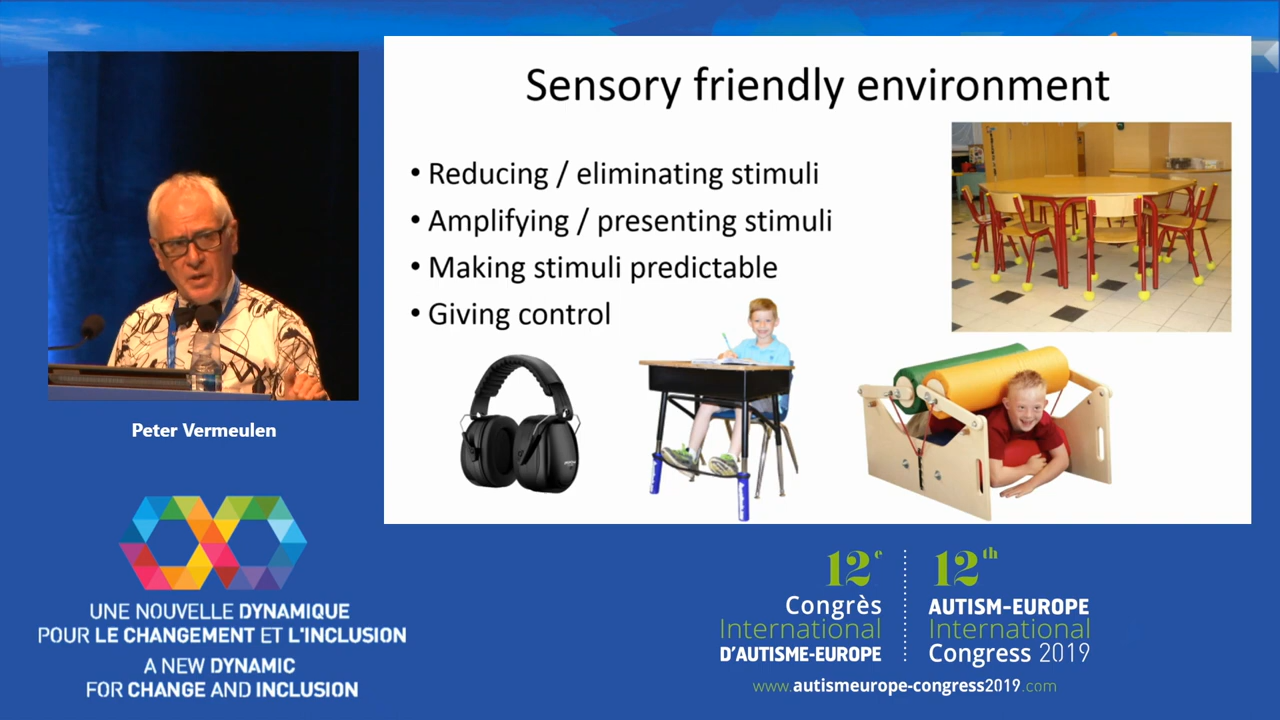 Sensory friendly environment
• Reducing / eliminating stimuli
• Amplifying / presenting stimuli
• Making stimuli predictable
• Giving control
Peter Vermeulen
UNE NOUVELLE DYNAMIQUE
POUR LE CHANGEMENT ET L'INCLUSION
A NEW DYNAMIC
FOR CHANGE AND INCLUSION
12e
Congrès
International
D'AUTISME-EUROPE
12th
AUTISM-EUROPE
International
Congress 2019
www.autismeurope-congress2019.com